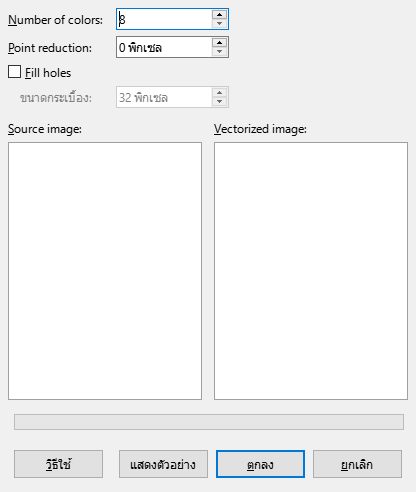 Number of colors: 8
Point reduction: 0 พิกเซล
Fill holes
ขนาดกระเบื้อง: 32 พิกเซล
Source image: Vectorized image:
วิธีใช้ แสดงตัวอย่าง ตกลง ยกเลิก